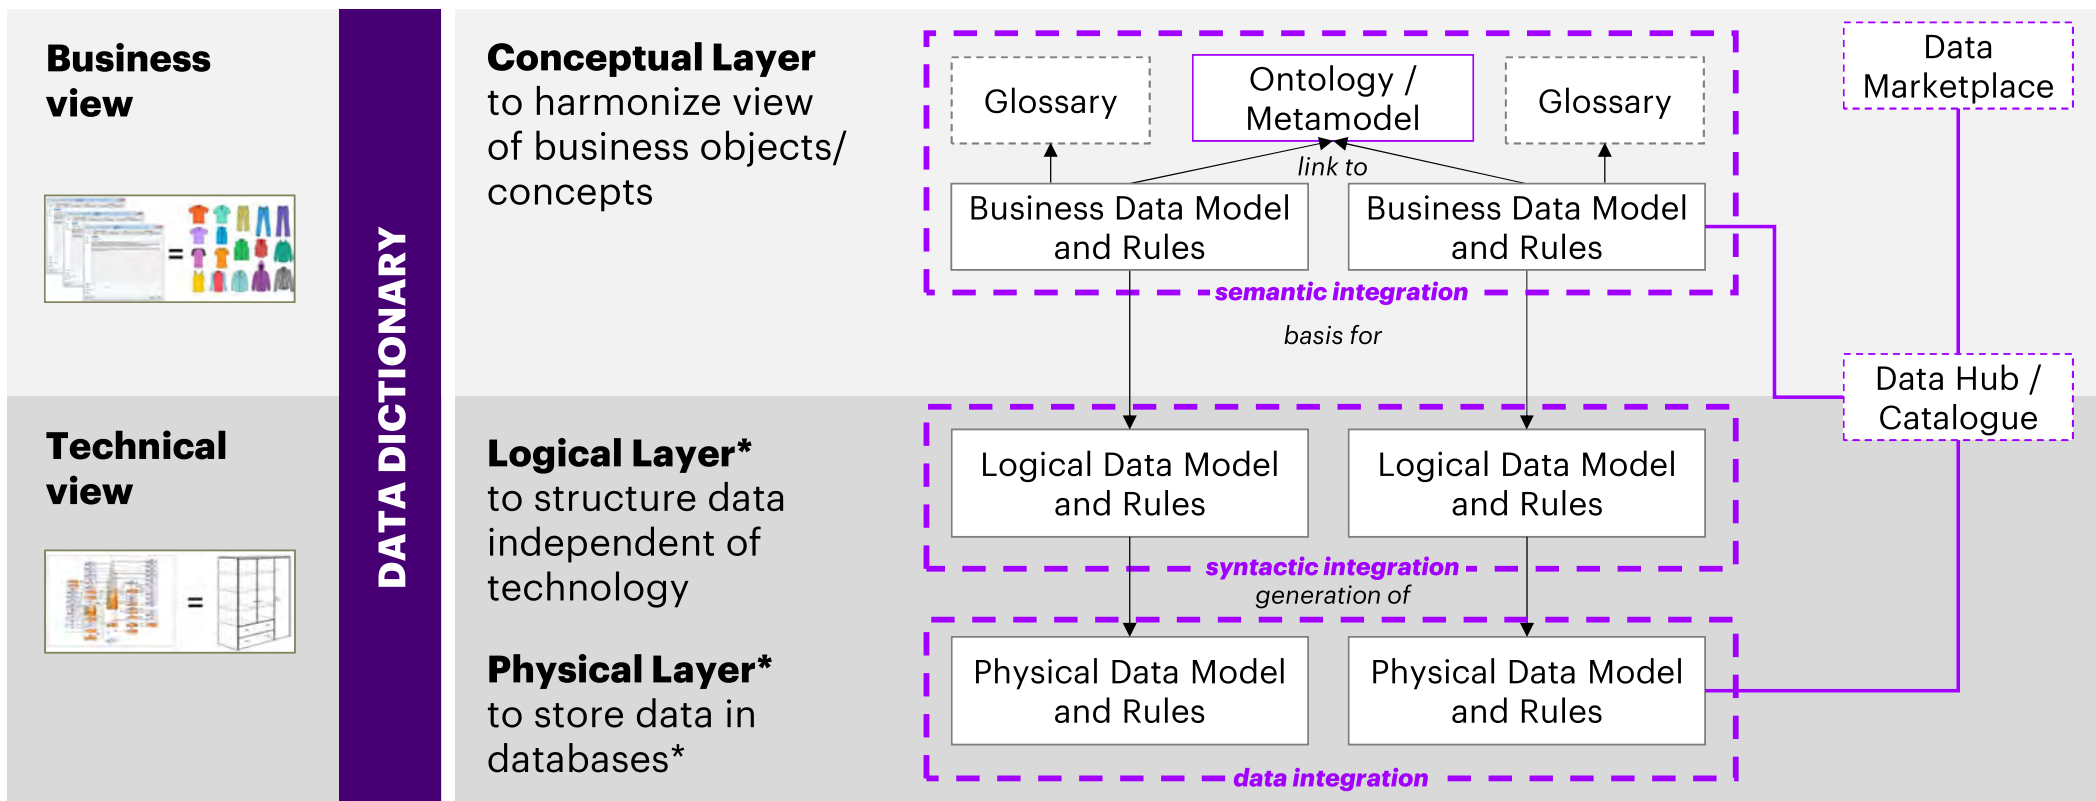 Business
view
=
Technical
view
=
DATA DICTIONARY
Conceptual Layer
to harmonize view
of business objects/
concepts
Logical Layer*
to structure data
independent of
technology
Physical Layer*
to store data in
databases*
Glossary
Ontology /
Metamodel
Glossary
link to
Business Data Model
and Rules
Business Data Model
and Rules
semantic integration
basis for
Logical Data Model
and Rules
Logical Data Model
and Rules
syntactic integration
generation of
Physical Data Model
and Rules
Physical Data Model
and Rules
data integration
Data
Marketplace
Data Hub /
Catalogue